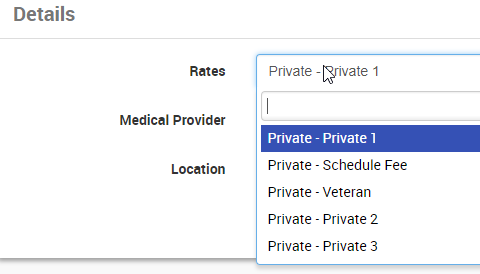 Details
Rates
Private - Private 1
Medical Provider
Private - Private 1
Location
Private - Schedule Fee
Private - Veteran
Private - Private 2
Private - Private 3